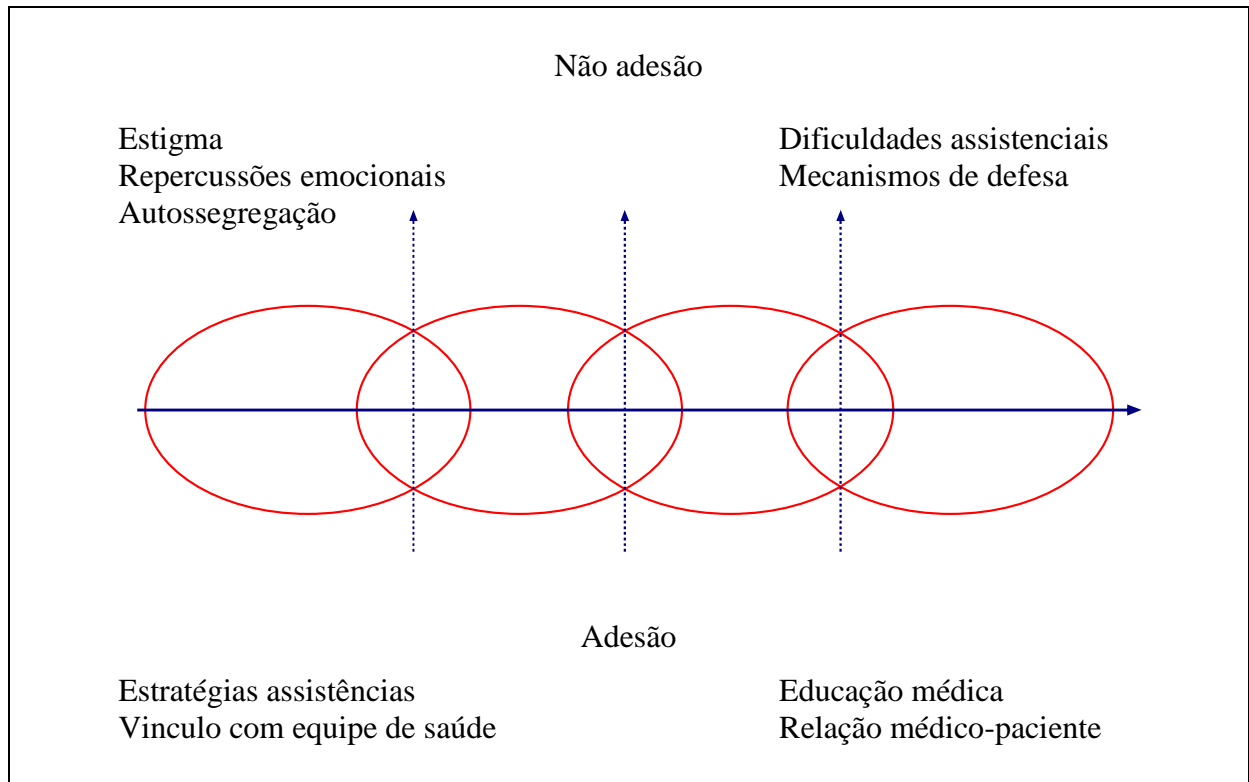 Não adesão
Estigma
Repercussões emocionais
Autossegregação
Dificuldades assistenciais
Mecanismos de defesa
Adesão
Estratégias assistências
Vinculo com equipe de saúde
Educação médica
Relação médico-paciente